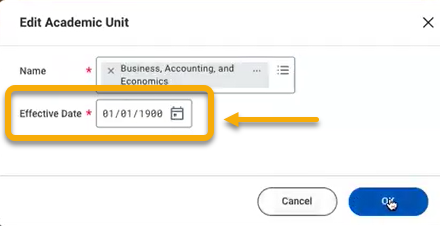 Edit Academic Unit
Name * × Business, Accounting, and
Economics
Effective Date * 01/01/1900
Cancel OK